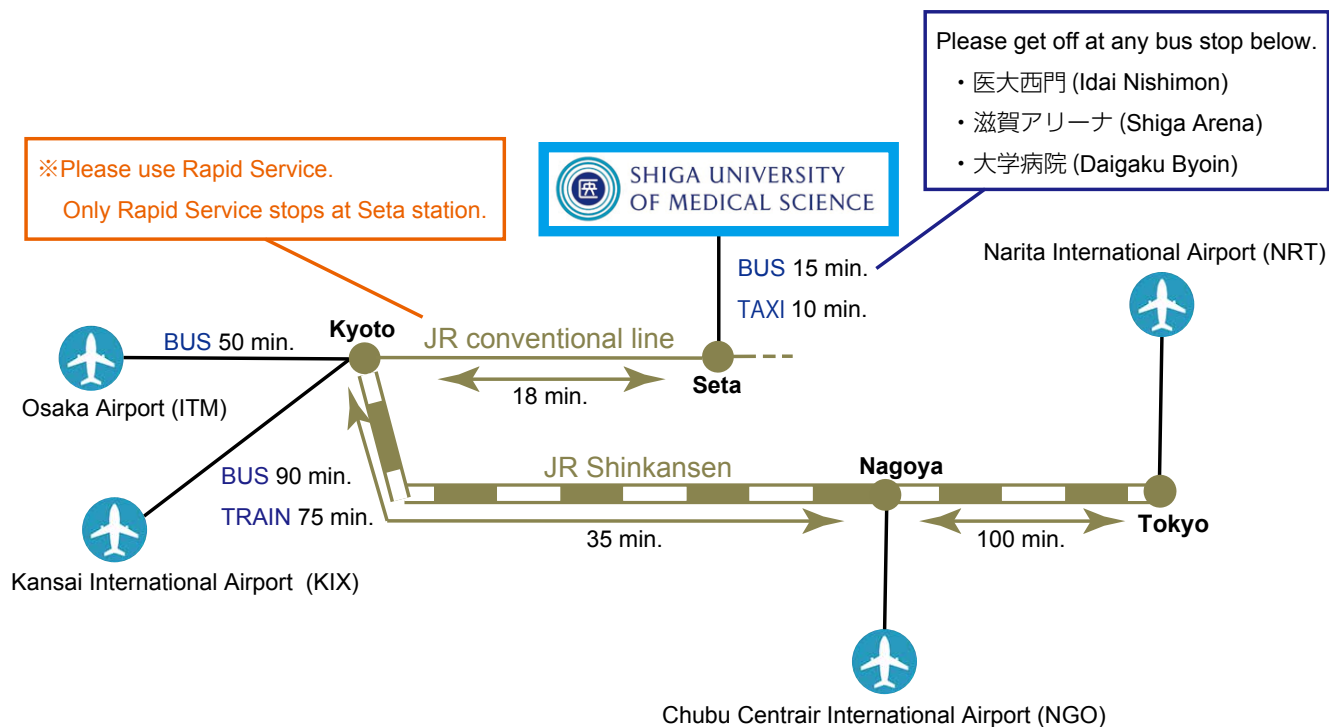 Please get off at any bus stop below.
・医大西門 (Idai Nishimon)
・滋賀アリーナ (Shiga Arena)
・大学病院 (Daigaku Byoin)
※Please use Rapid Service.
Only Rapid Service stops at Seta station.
医
SHIGA UNIVERSITY
OF MEDICAL SCIENCE
BUS 15 min.
TAXI 10 min.
Narita International Airport (NRT)
BUS 50 min.
Kyoto
JR conventional line
18 min.
Seta
Osaka Airport (ITM)
BUS 90 min.
TRAIN 75 min.
JR Shinkansen
Nagoya
35 min.
100 min.
Tokyo
Kansai International Airport (KIX)
Chubu Centrair International Airport (NGO)